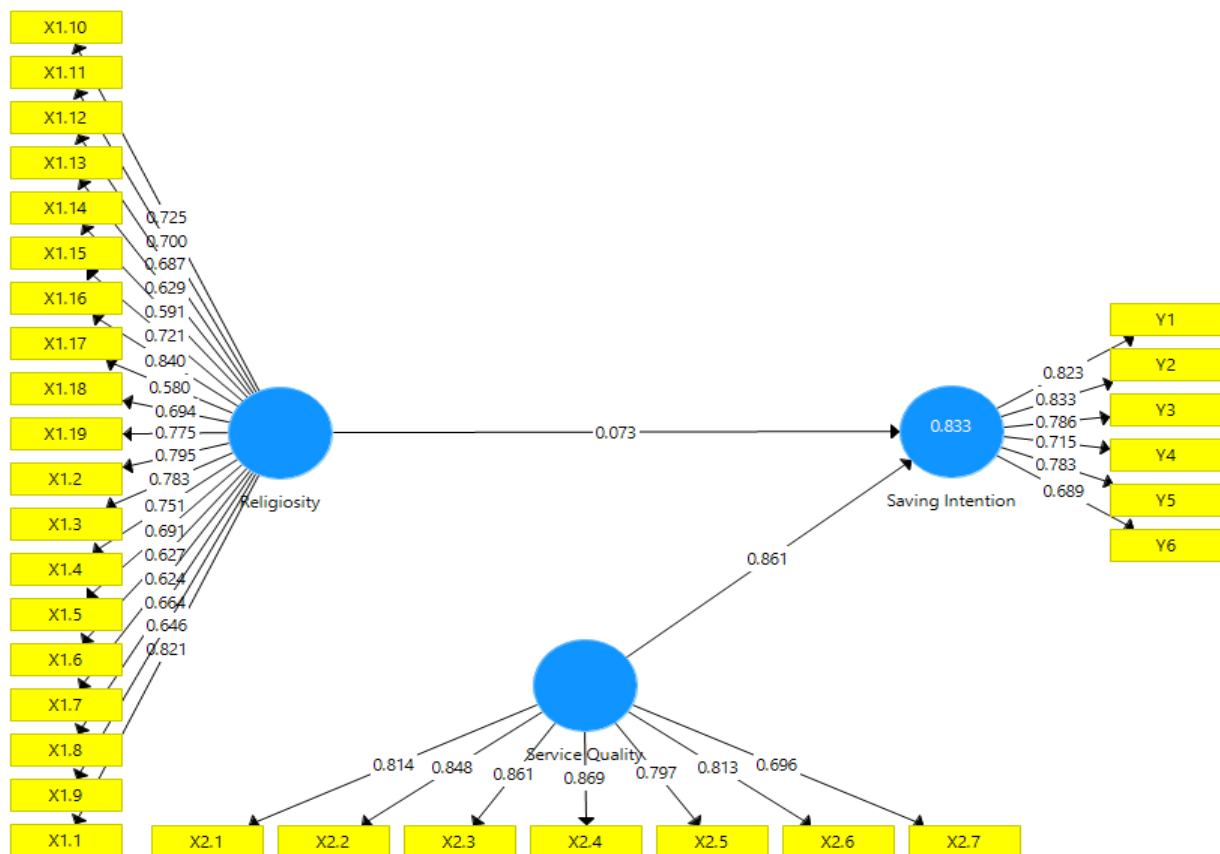 X1.10
X1.11
X1.12
X1.13
X1.14
X1.15
X1.16
X1.17
X1.18
X1.19
X1.2
X1.3
X1.4
X1.5
X1.6
X1.7
X1.8
X1.9
X1.1
0.725
0.700
0.687
0.629
0.591
0.721
0.840
0.580
0.694
0.775
0.795
0.783
0.751
0.691
0.627
0.624
0.664
0.646
0.821
Religiosity
0.073
0.833
Saving Intention
0.823
0.833
0.786
0.715
0.783
0.689
Y1
Y2
Y3
Y4
Y5
Y6
0.861
Service Quality
0.814
0.848
0.861
0.869
0.797
0.813
0.696
X2.1
X2.2
X2.3
X2.4
X2.5
X2.6
X2.7